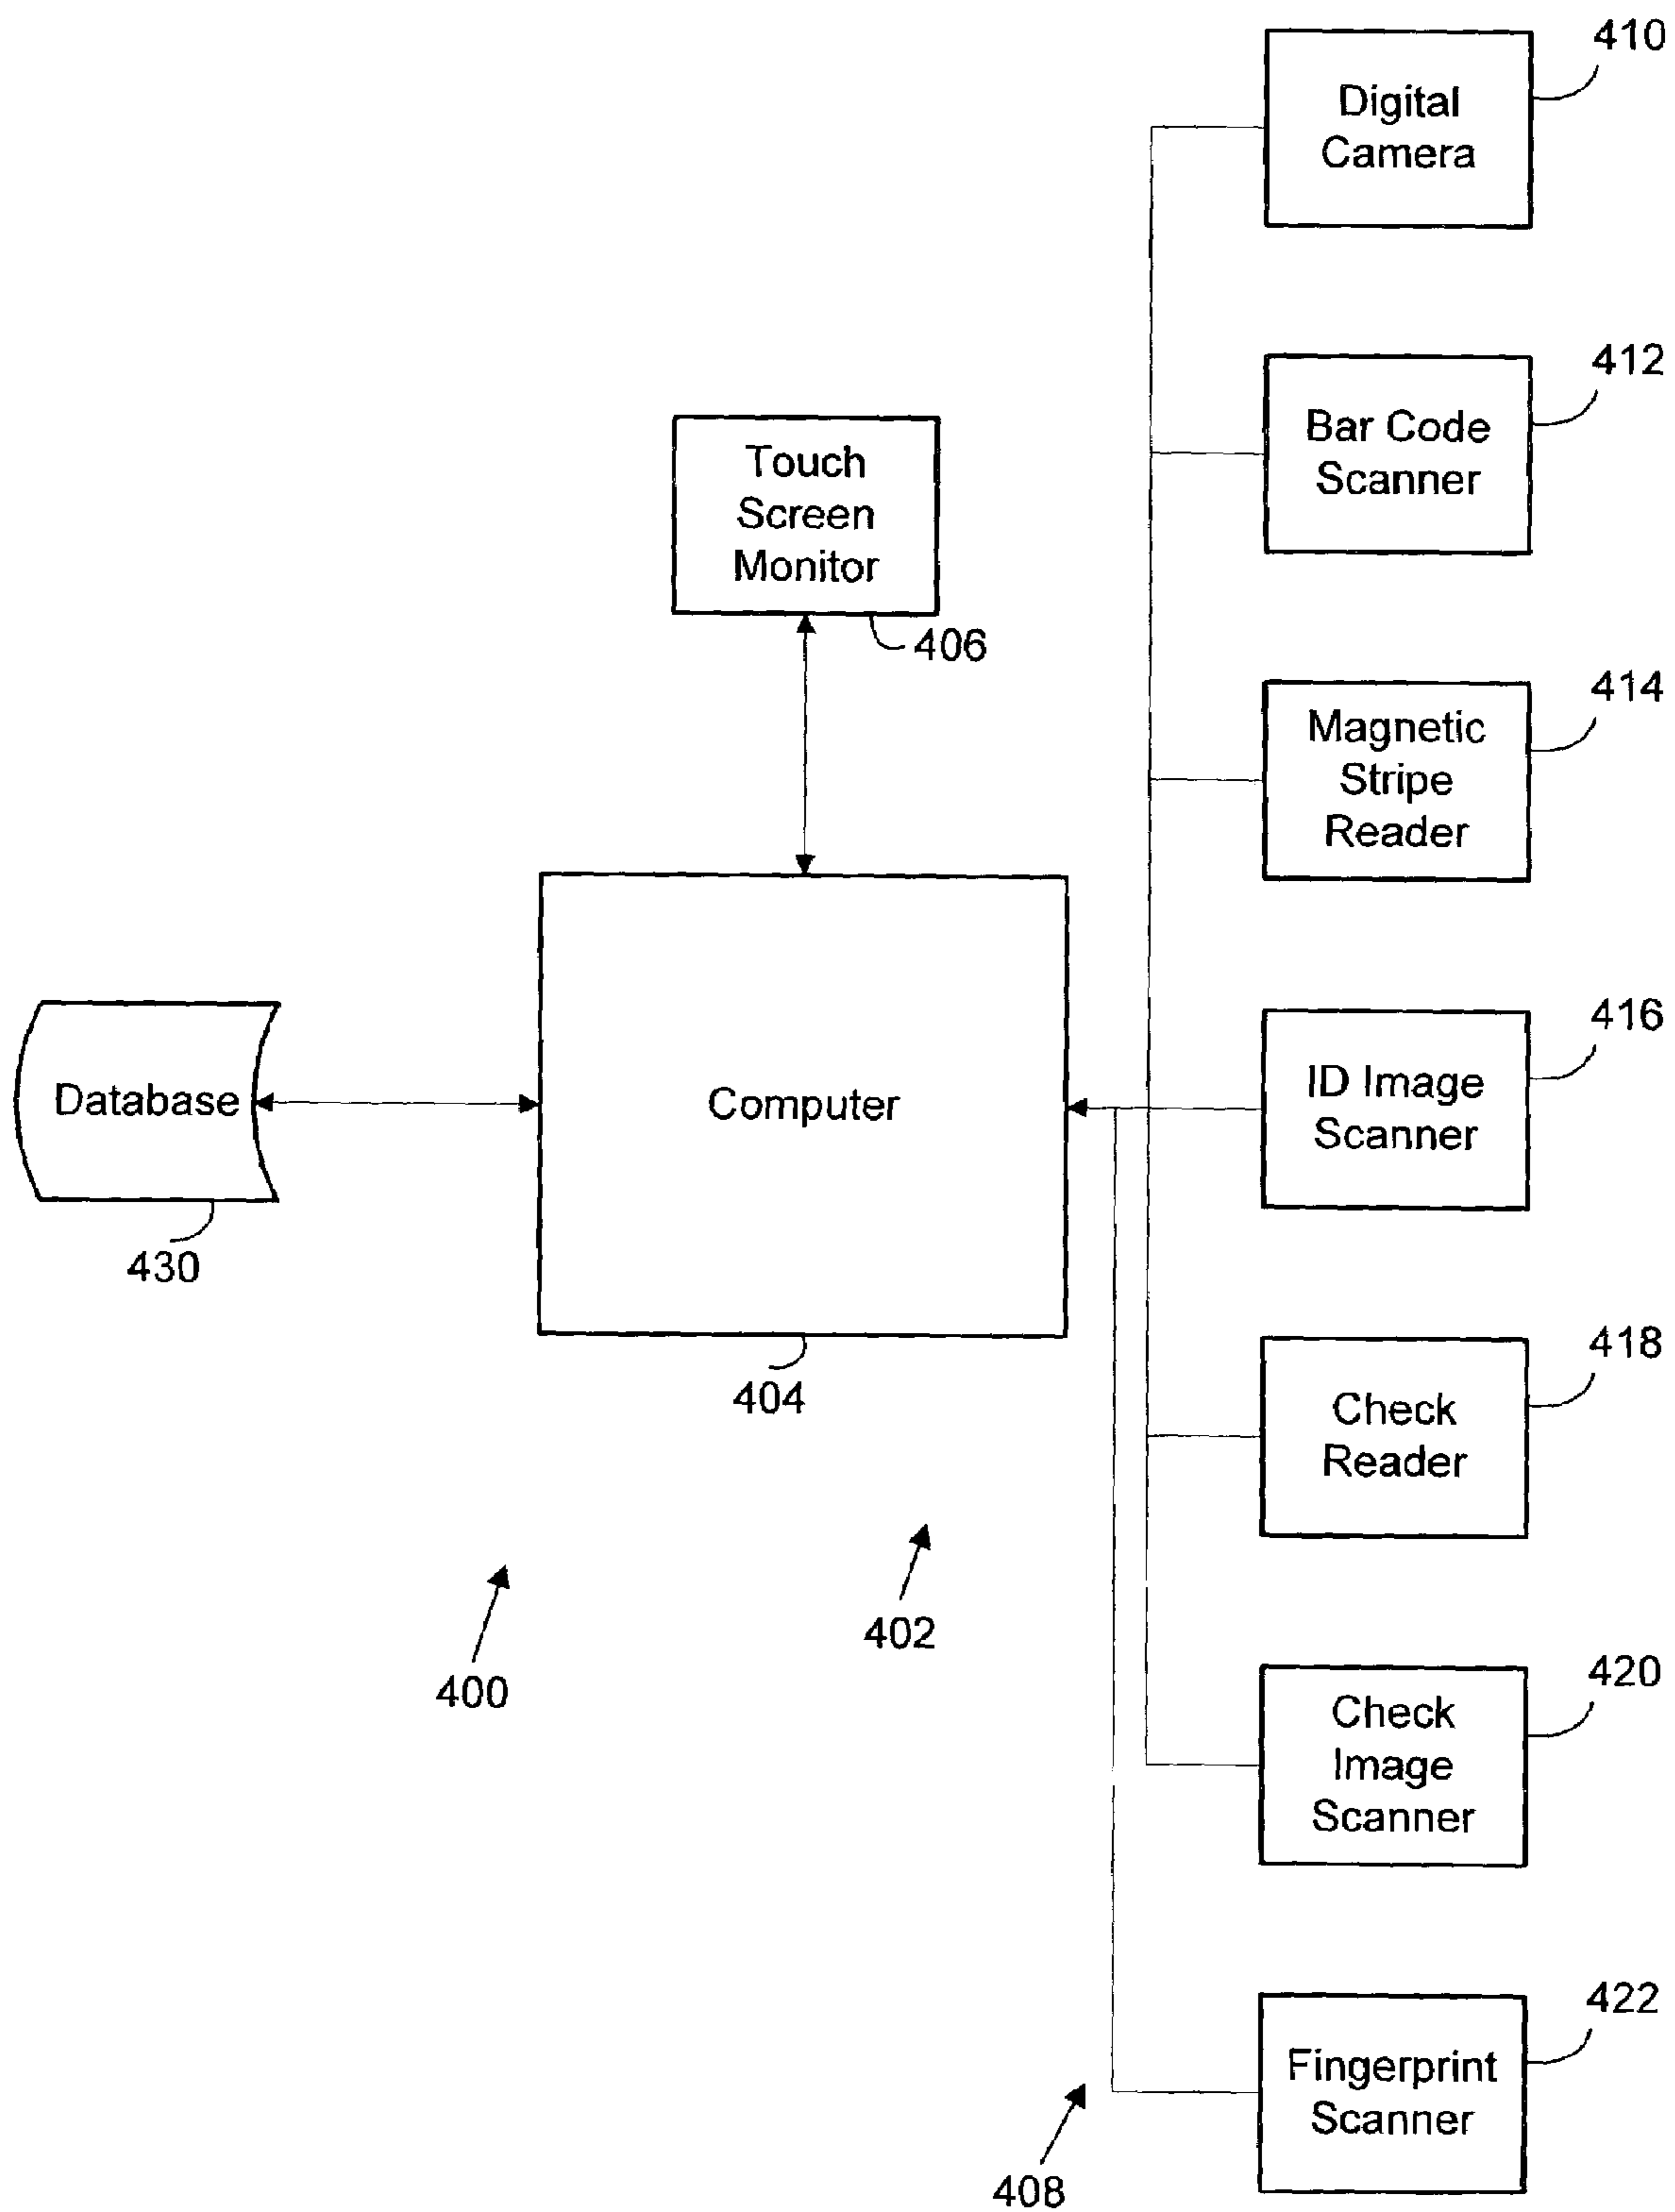 410
Digital
Camera
412
Bar Code
Scanner
Touch
Screen
Monitor
406
414
Magnetic
Stripe
Reader
416
ID Image
Scanner
Database
Computer
430
404
418
Check
Reader
402
400
420
Check
Image
Scanner
422
Fingerprint
Scanner
408